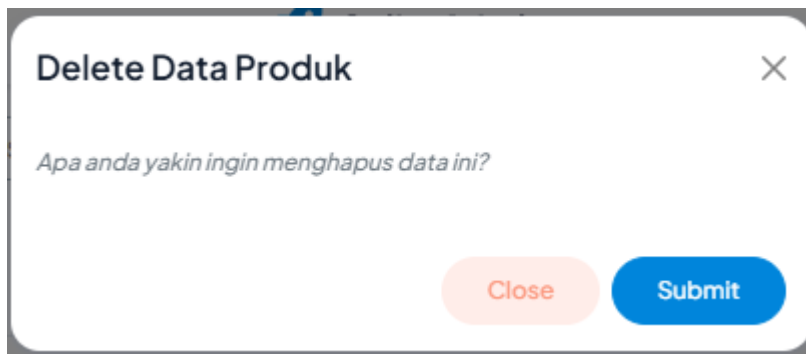 Delete Data Produk
Apa anda yakin ingin menghapus data ini?
Close
Submit